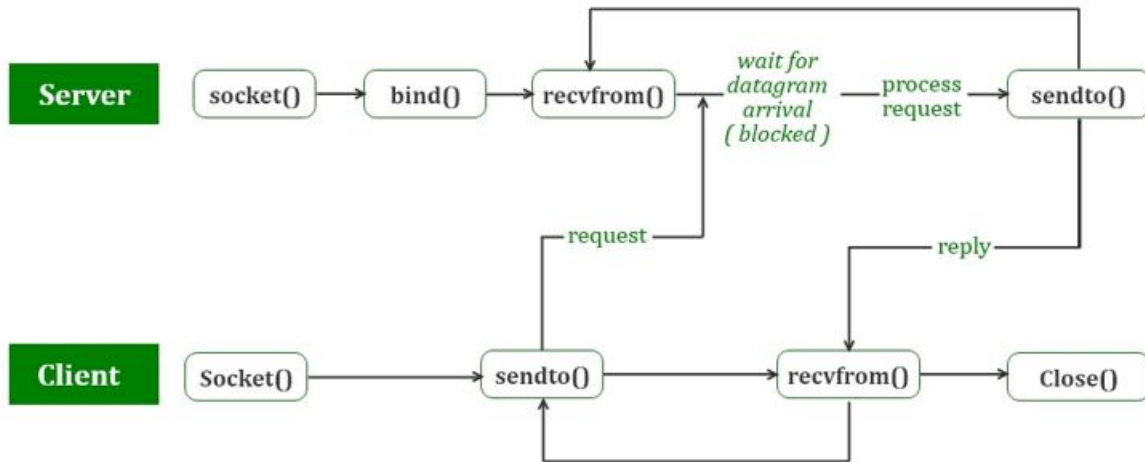 Server
socket()
bind()
recvfrom()
wait for
datagram
arrival
( blocked )
process
request
sendto()
request
reply
Client
Socket()
sendto()
recvfrom()
Close()